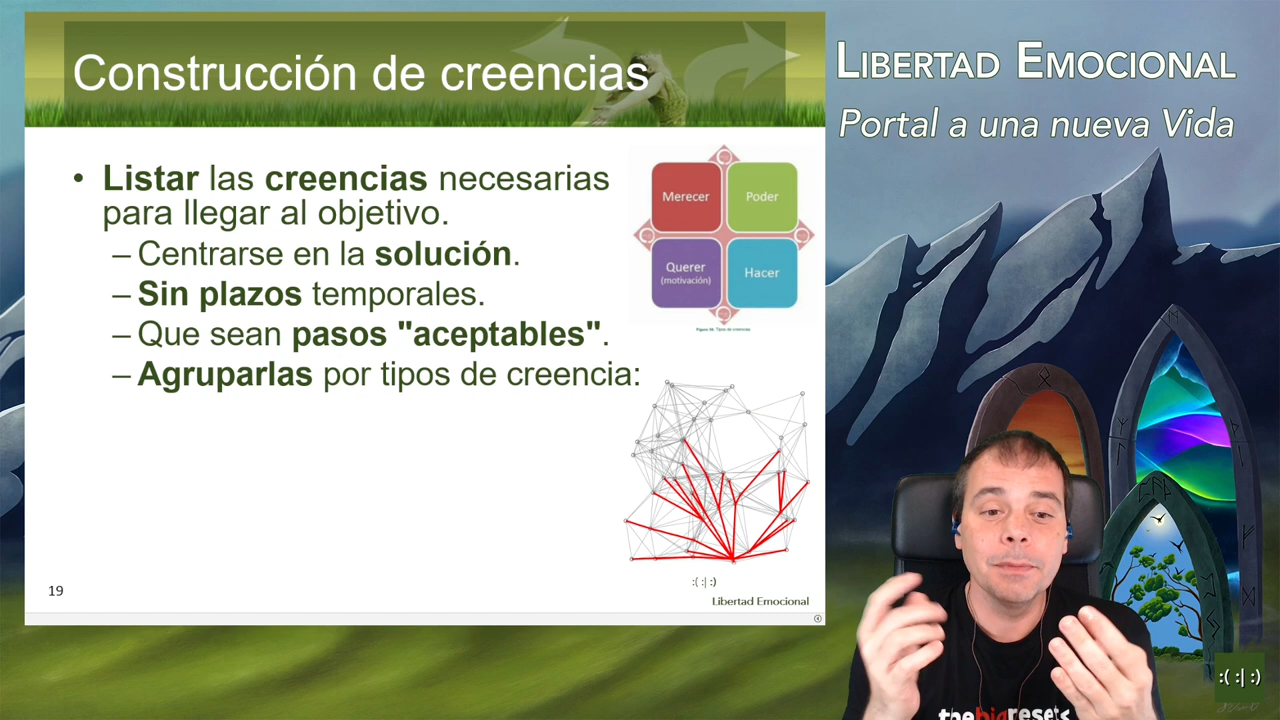 Construcción de creencias
• Listar las creencias necesarias
para llegar al objetivo.
– Centrarse en la solución.
– Sin plazos temporales.
– Que sean pasos "aceptables".
– Agruparlas por tipos de creencia:
Merecer
Poder
Querer
(motivación)
Hacer
:( :| :)
19
Libertad Emocional
LIBERTAD EMOCIONAL
Portal a una nueva Vida
thebigreset
:( :| :)